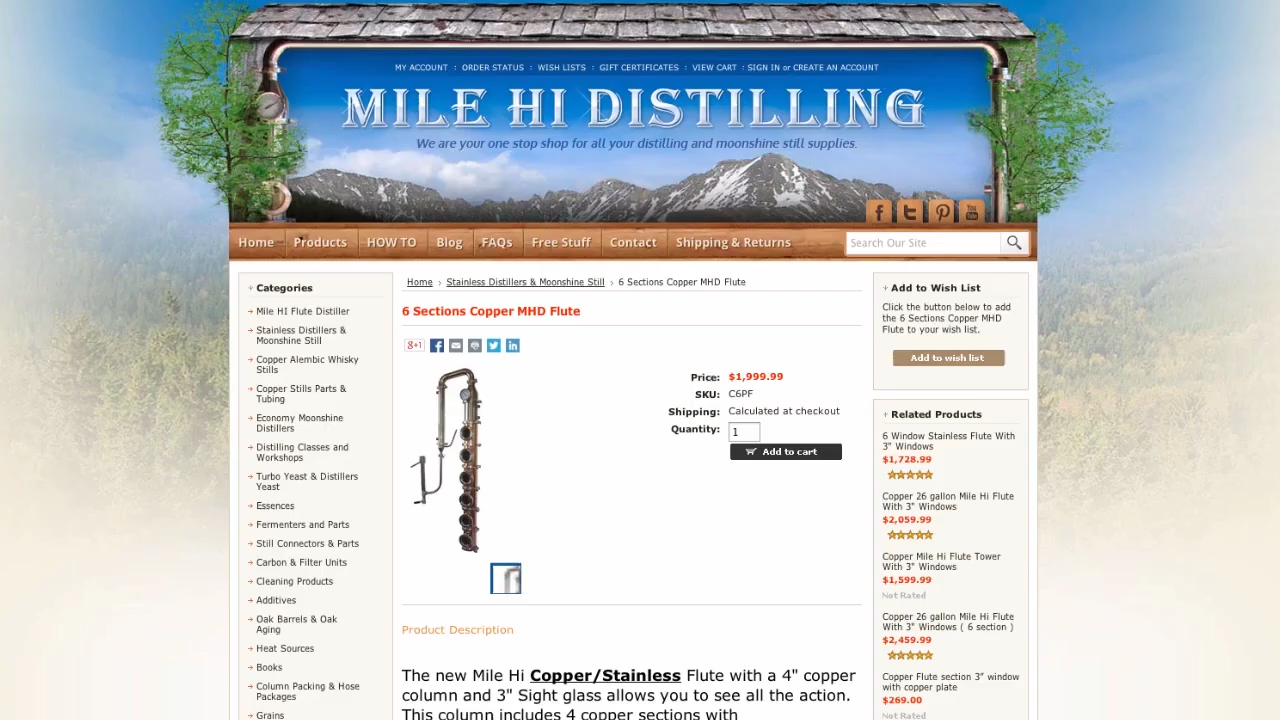 MY ACCOUNT : ORDER STATUS : WISH LISTS : GIFT CERTIFICATES : VIEW CART : SIGN IN or CREATE AN ACCOUNT
MILE HI DISTILLING
We are your one stop shop for all your distilling and moonshine still supplies.
Home Products HOW TO Blog FAQs Free Stuff Contact Shipping & Returns
Search Our Site
Categories
Mile HI Flute Distiller
Stainless Distillers &
Moonshine Still
Copper Alembic Whisky
Stills
Copper Stills Parts &
Tubing
Economy Moonshine
Distillers
Distilling Classes and
Workshops
Turbo Yeast & Distillers
Yeast
Essences
Fermenters and Parts
Still Connectors & Parts
Carbon & Filter Units
Cleaning Products
Additives
Oak Barrels & Oak
Aging
Heat Sources
Books
Column Packing & Hose
Packages
Grains
Home › Stainless Distillers & Moonshine Still › 6 Sections Copper MHD Flute
6 Sections Copper MHD Flute
8+1
Price: $1,999.99
SKU: C6PF
Shipping: Calculated at checkout
Quantity: 1
Add to cart
Product Description
The new Mile Hi Copper/Stainless Flute with a 4" copper
column and 3" Sight glass allows you to see all the action.
This column includes 4 copper sections with
Add to Wish List
Click the button below to add
the 6 Sections Copper MHD
Flute to your wish list.
Add to wish list
Related Products
6 Window Stainless Flute With
3" Windows
$1,728.99
Copper 26 gallon Mile Hi Flute
With 3" Windows
$2,059.99
Copper Mile Hi Flute Tower
With 3" Windows
$1,599.99
Not Rated
Copper 26 gallon Mile Hi Flute
With 3" Windows ( 6 section )
$2,459.99
Copper Flute section 3” window
with copper plate
$269.00
Not Rated